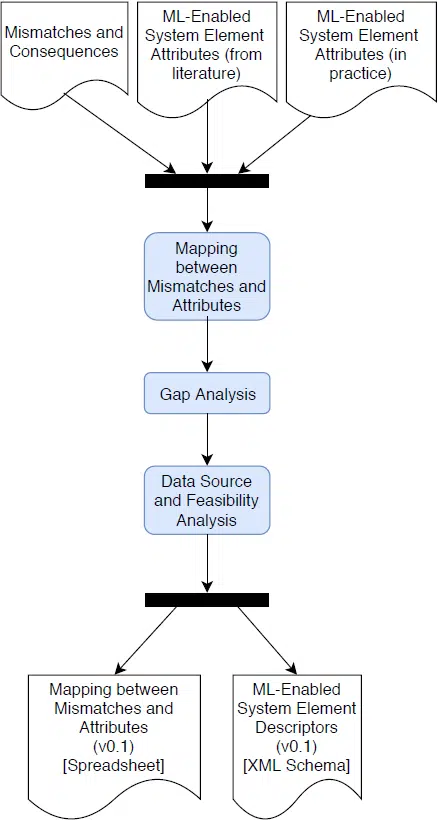 Mismatches and
Consequences
ML-Enabled
System Element
Attributes (from
literature)
ML-Enabled
System Element
Attributes (in
practice)
Mapping
between
Mismatches and
Attributes
Gap Analysis
Data Source
and Feasibility
Analysis
Mapping between
Mismatches and
Attributes
(v0.1)
[Spreadsheet]
ML-Enabled
System Element
Descriptors
(v0.1)
[XML Schema]